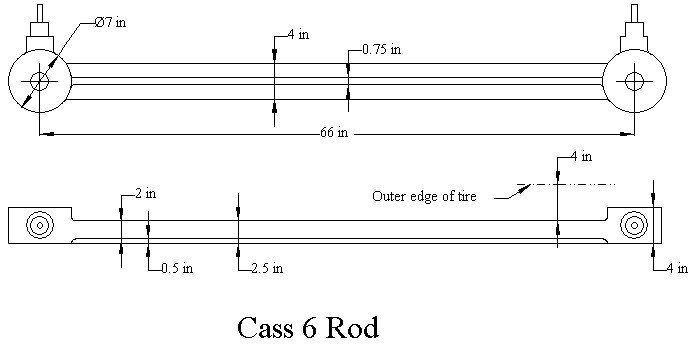 Ø7 in
4 in
0.75 in
66 in
4 in
2 in
Outer edge of tire
0.5 in
2.5 in
4 in
Cass 6 Rod